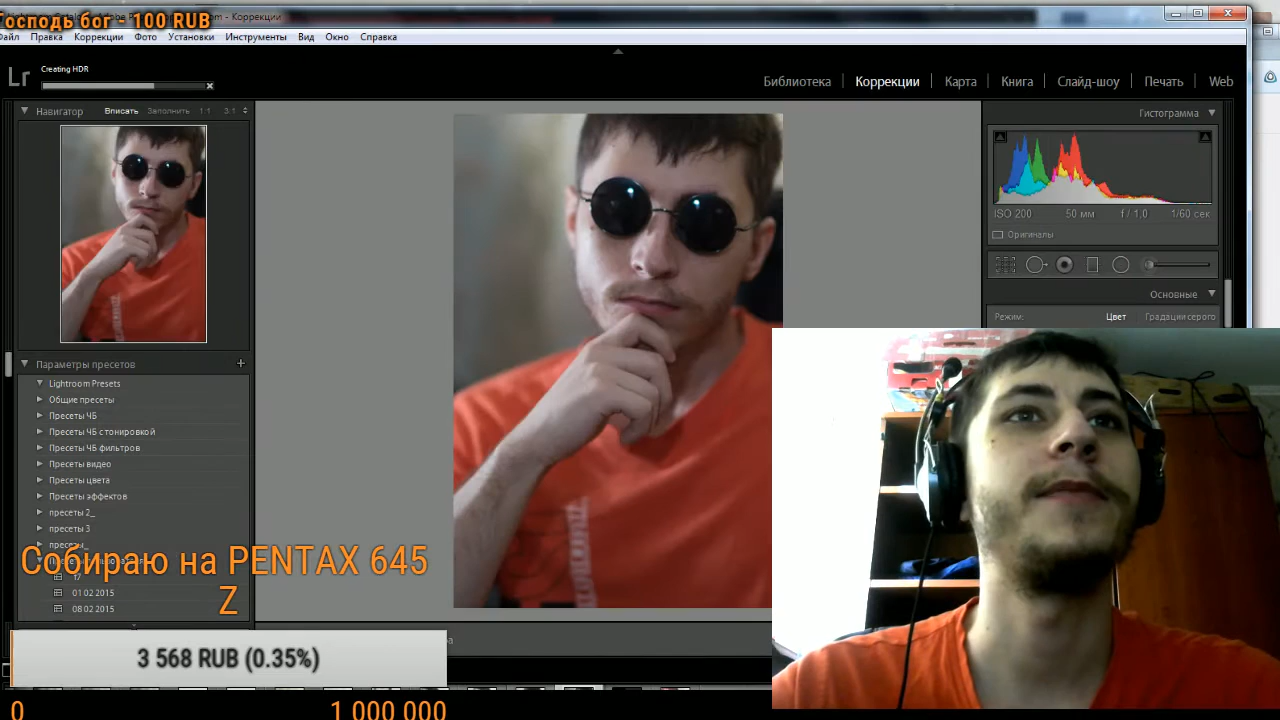 Господь бог - 100 RUB
- Коррекции
Файл Правка Коррекции Фото Установки Инструменты Вид Окно Справка
Lr
Creating HDR
Библиотека Коррекции Карта Книга Слайд-шоу Печать Web
Навигатор Вписать Заполнить 1:1 3:1
Гистограмма
ISO 200 50 мм f / 1,0 1/60 сек
Оригиналы
Основные
Режим: Цвет Градации серого
Параметры пресетов +
Lightroom Presets
Общие пресеты
Пресеты ЧБ
Пресеты ЧБ с тонировкой
Пресеты ЧБ фильтров
Пресеты видео
Пресеты цвета
Пресеты эффектов
пресеты 2_
пресеты 3
пресеты_
Собираю на PENTAX 645
Z
17
01 02 2015
08 02 2015
3 568 RUB (0.35%)
0 1 000 000